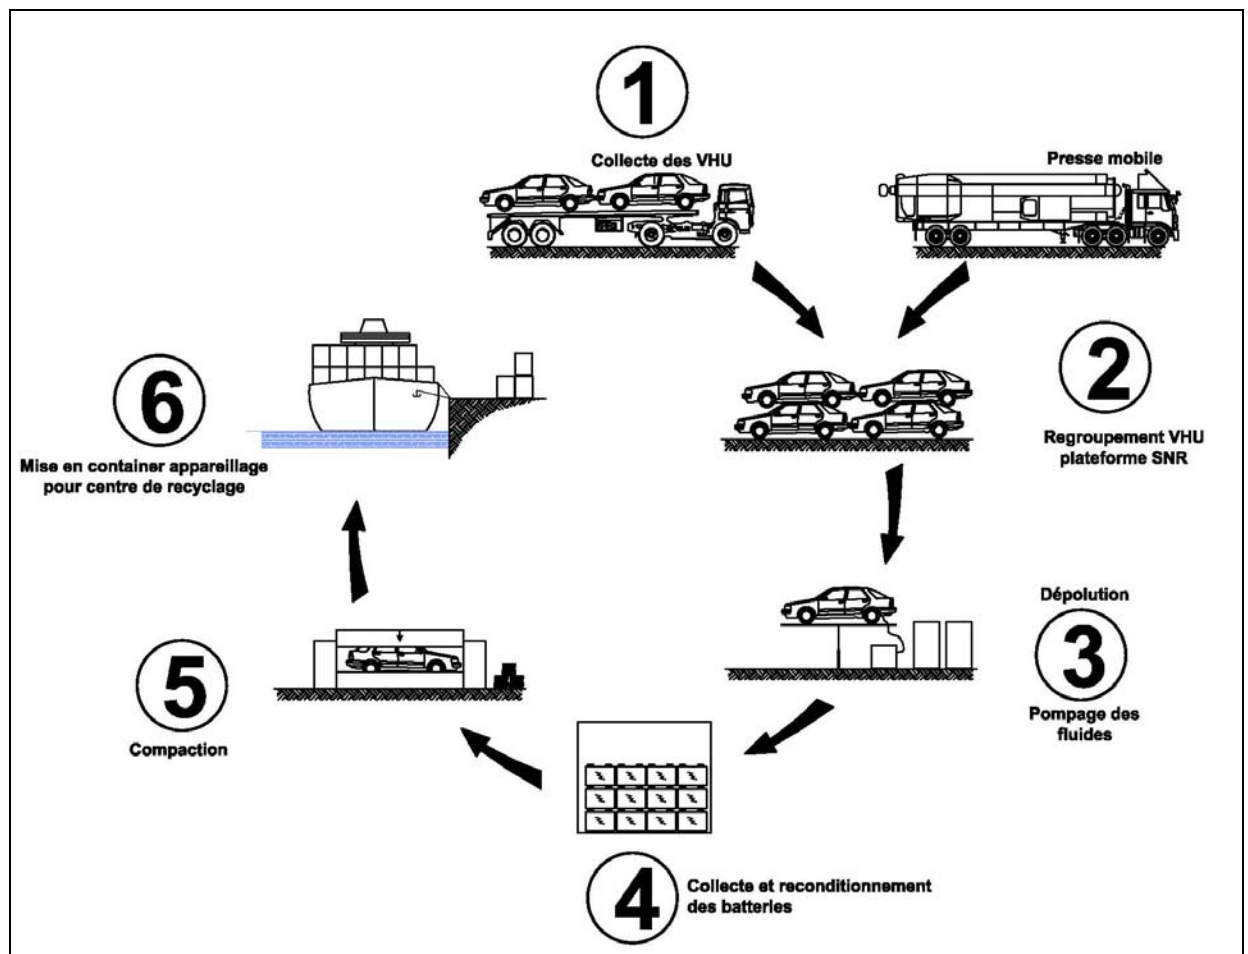 1
Collecte des VHU
Presse mobile
2
Regroupement VHU
plateforme SNR
Dépolution
3
Pompage des
fluides
4
Collecte et reconditionnement
des batteries
5
Compaction
6
Mise en container appareillage
pour centre de recyclage